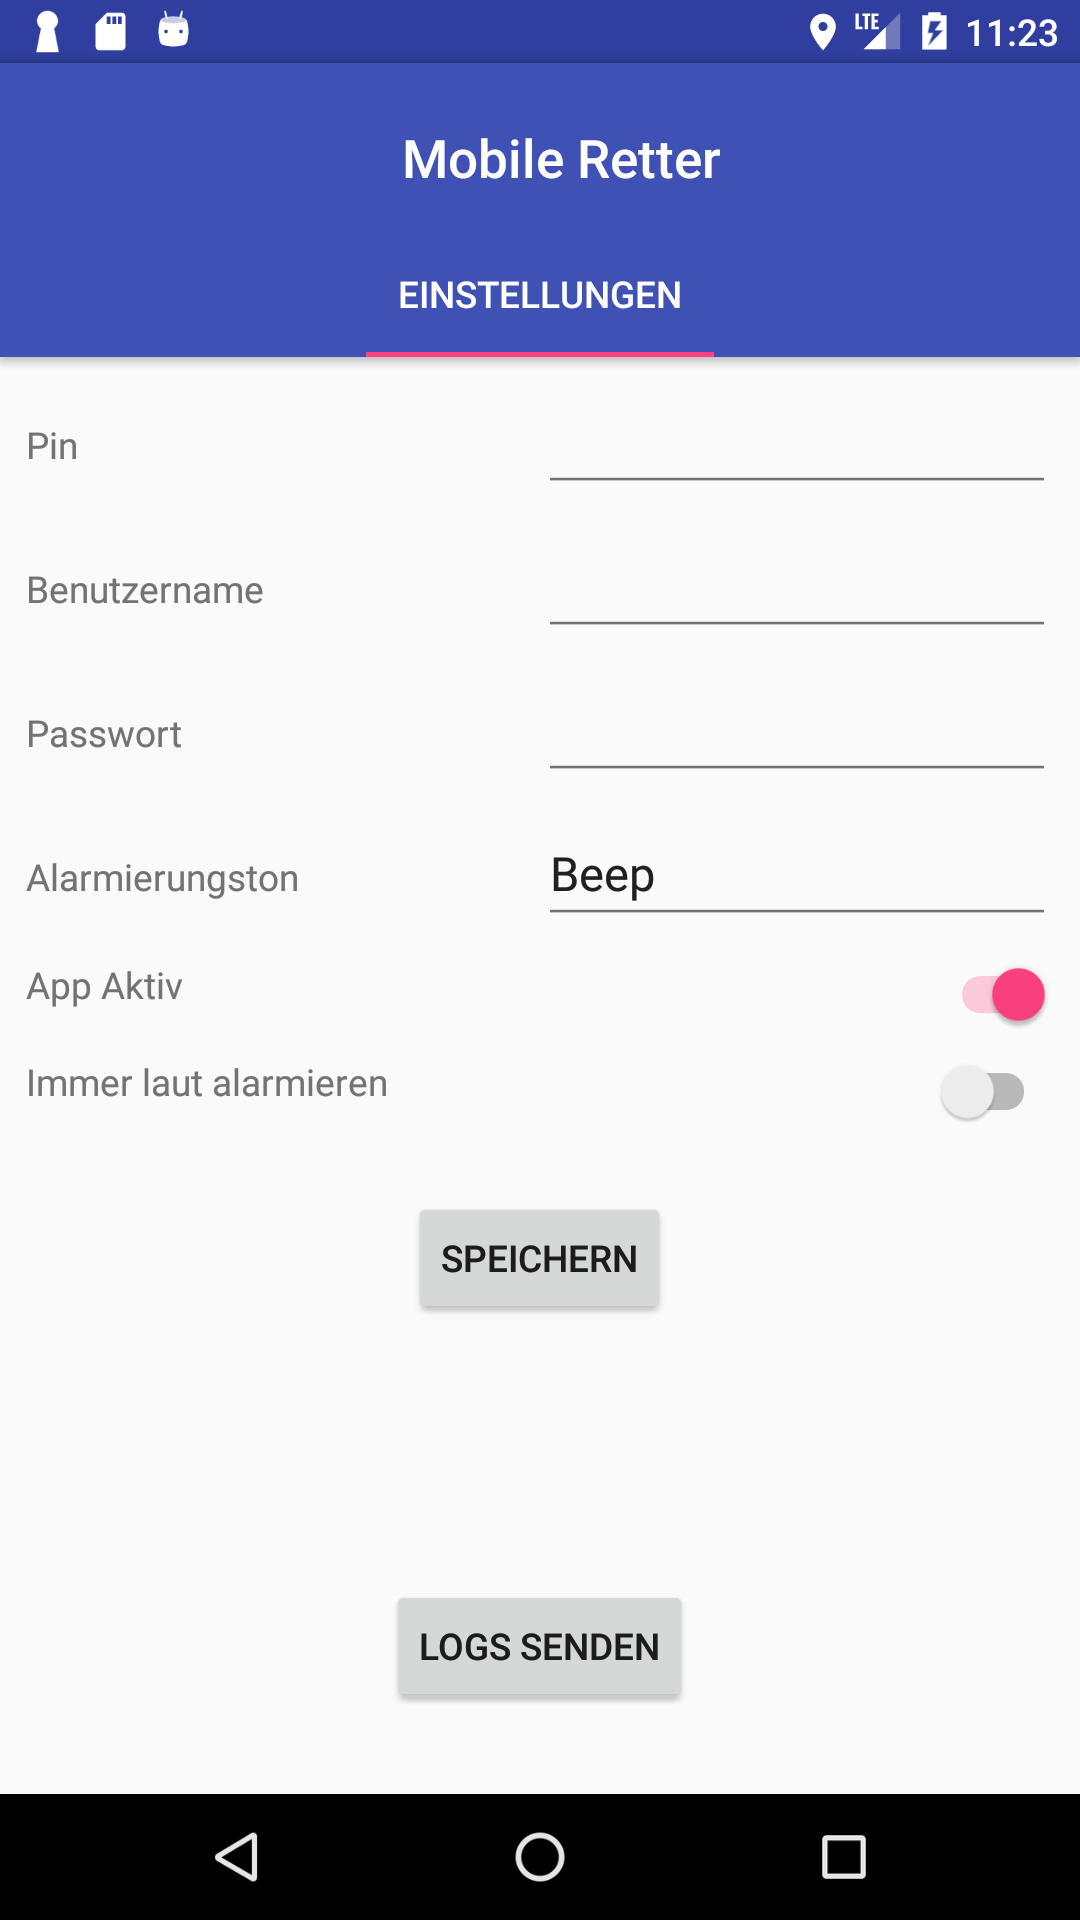 LTE 11:23
Mobile Retter
EINSTELLUNGEN
Pin
Benutzername
Passwort
Alarmierungston Beep
App Aktiv
Immer laut alarmieren
SPEICHERN
LOGS SENDEN